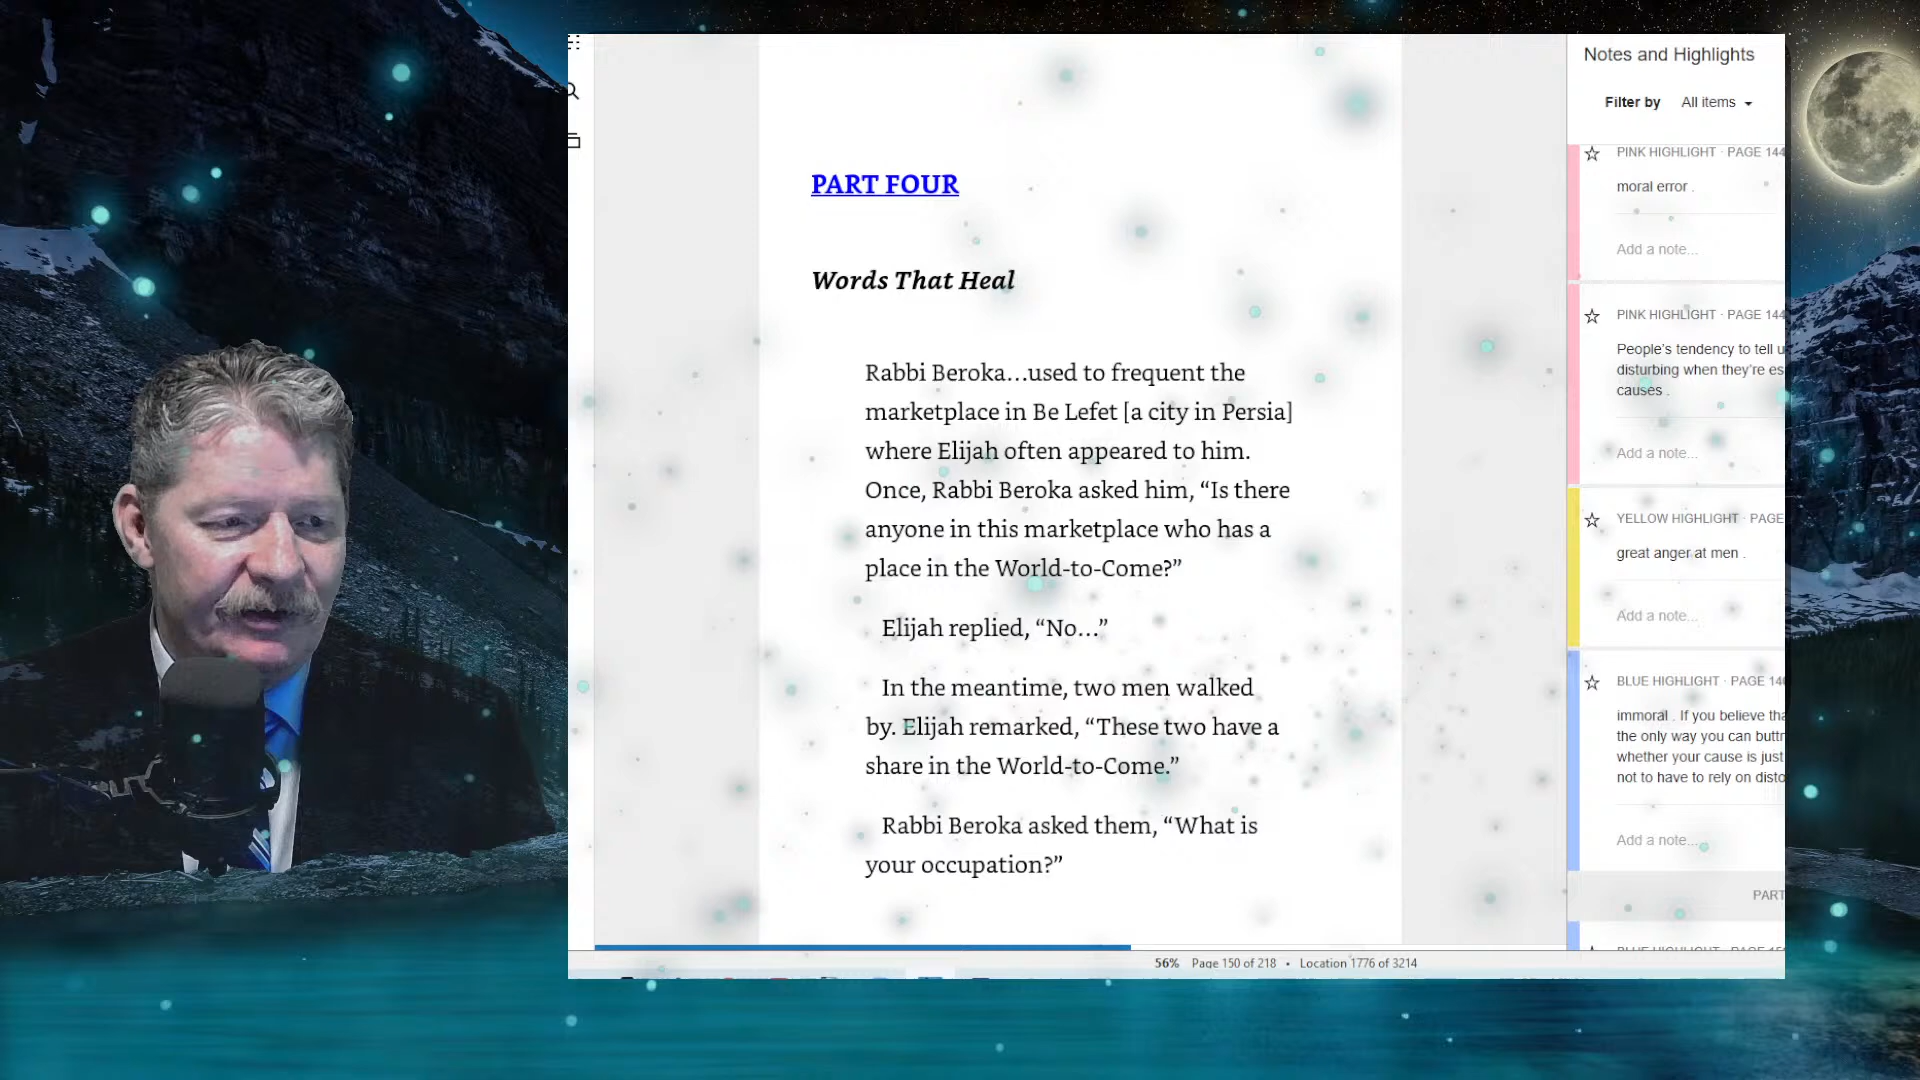 PART FOUR
Words That Heal
Rabbi Beroka…used to frequent the
marketplace in Be Lefet [a city in Persia]
where Elijah often appeared to him.
Once, Rabbi Beroka asked him, “Is there
anyone in this marketplace who has a
place in the World-to-Come?”
Elijah replied, “No…”
In the meantime, two men walked
by. Elijah remarked, “These two have a
share in the World-to-Come.”
Rabbi Beroka asked them, “What is
your occupation?”
56% Page 150 of 218 • Location 1776 of 3214
Notes and Highlights
Filter by All items
PINK HIGHLIGHT · PAGE 144
moral error .
Add a note...
PINK HIGHLIGHT · PAGE 144
People’s tendency to tell
disturbing when they’re
causes .
Add a note...
YELLOW HIGHLIGHT · PAGE
great anger at men .
Add a note...
BLUE HIGHLIGHT · PAGE
immoral . If you believe
the only way you can
whether your cause is just
not to have to rely on
Add a note...
PART
BLUE HIGHLIGHT · PAGE